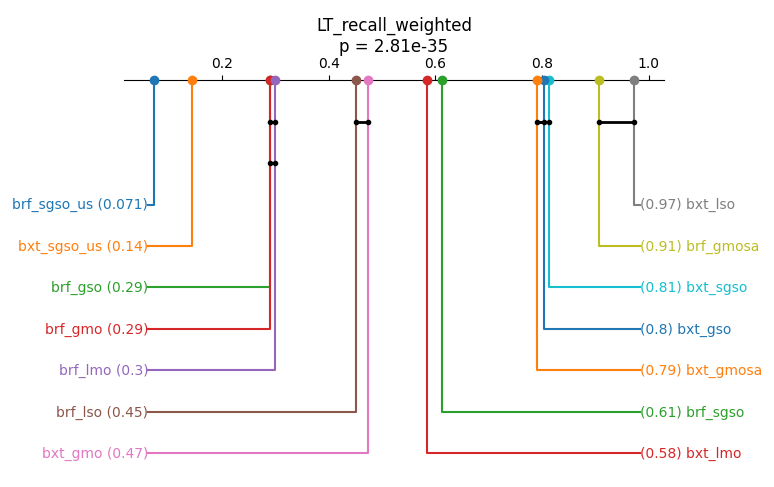 LT_recall_weighted
p = 2.81e-35
0.2 0.4 0.6 0.8 1.0
brf_sgso_us (0.071) (0.97) bxt_lso
bxt_sgso_us (0.14) (0.91) brf_gmosa
brf_gso (0.29) (0.81) bxt_sgso
brf_gmo (0.29) (0.8) bxt_gso
brf_lmo (0.3) (0.79) bxt_gmosa
brf_lso (0.45) (0.61) brf_sgso
bxt_gmo (0.47) (0.58) bxt_lmo